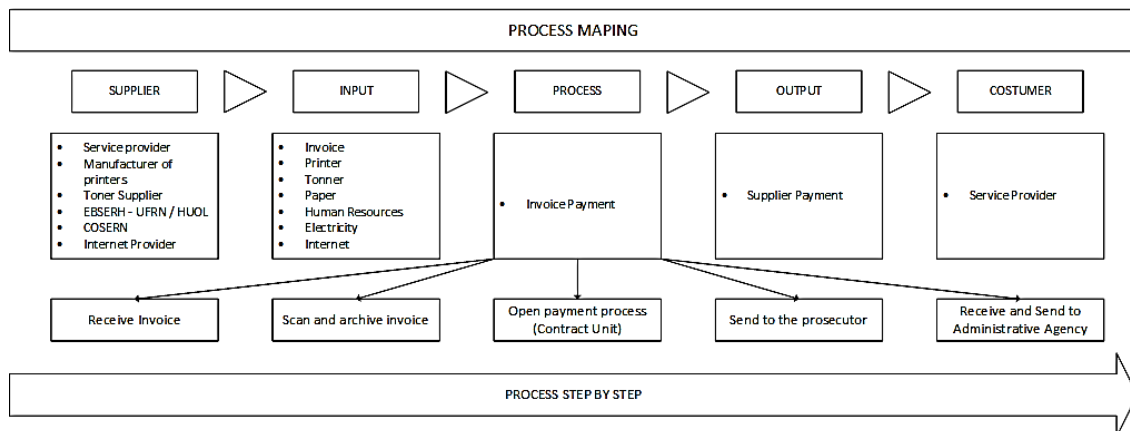 PROCESS MAPING
SUPPLIER
INPUT
PROCESS
OUTPUT
COSTUMER
• Service provider
• Manufacturer of
printers
• Toner Supplier
• EBSERH - UFRN / HUOL
• COSERN
• Internet Provider
• Invoice
• Printer
• Tonner
• Paper
• Human Resources
• Electricity
• Internet
• Invoice Payment
• Supplier Payment
• Service Provider
Receive Invoice
Scan and archive invoice
Open payment process
(Contract Unit)
Send to the prosecutor
Receive and Send to
Administrative Agency
PROCESS STEP BY STEP